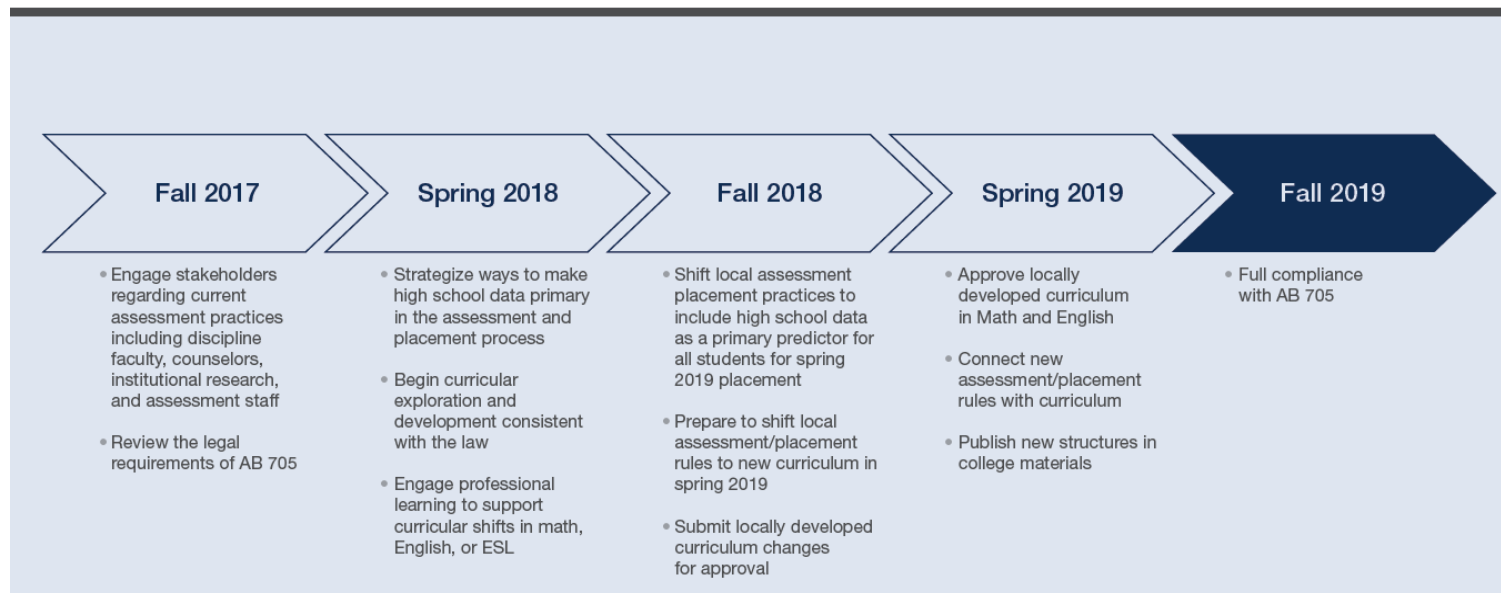 Fall 2017
Spring 2018
Fall 2018
Spring 2019
Fall 2019
• Engage stakeholders
regarding current
assessment practices
including discipline
faculty, counselors,
institutional research,
and assessment staff
• Review the legal
requirements of AB 705
• Strategize ways to make
high school data primary
in the assessment and
placement process
• Begin curricular
exploration and
development consistent
with the law
• Engage professional
learning to support
curricular shifts in math,
English, or ESL
• Shift local assessment
placement practices to
include high school data
as a primary predictor for
all students for spring
2019 placement
• Prepare to shift local
assessment/placement
rules to new curriculum in
spring 2019
• Submit locally developed
curriculum changes
for approval
• Approve locally
developed curriculum
in Math and English
• Connect new
assessment/placement
rules with curriculum
• Publish new structures in
college materials
• Full compliance
with AB 705